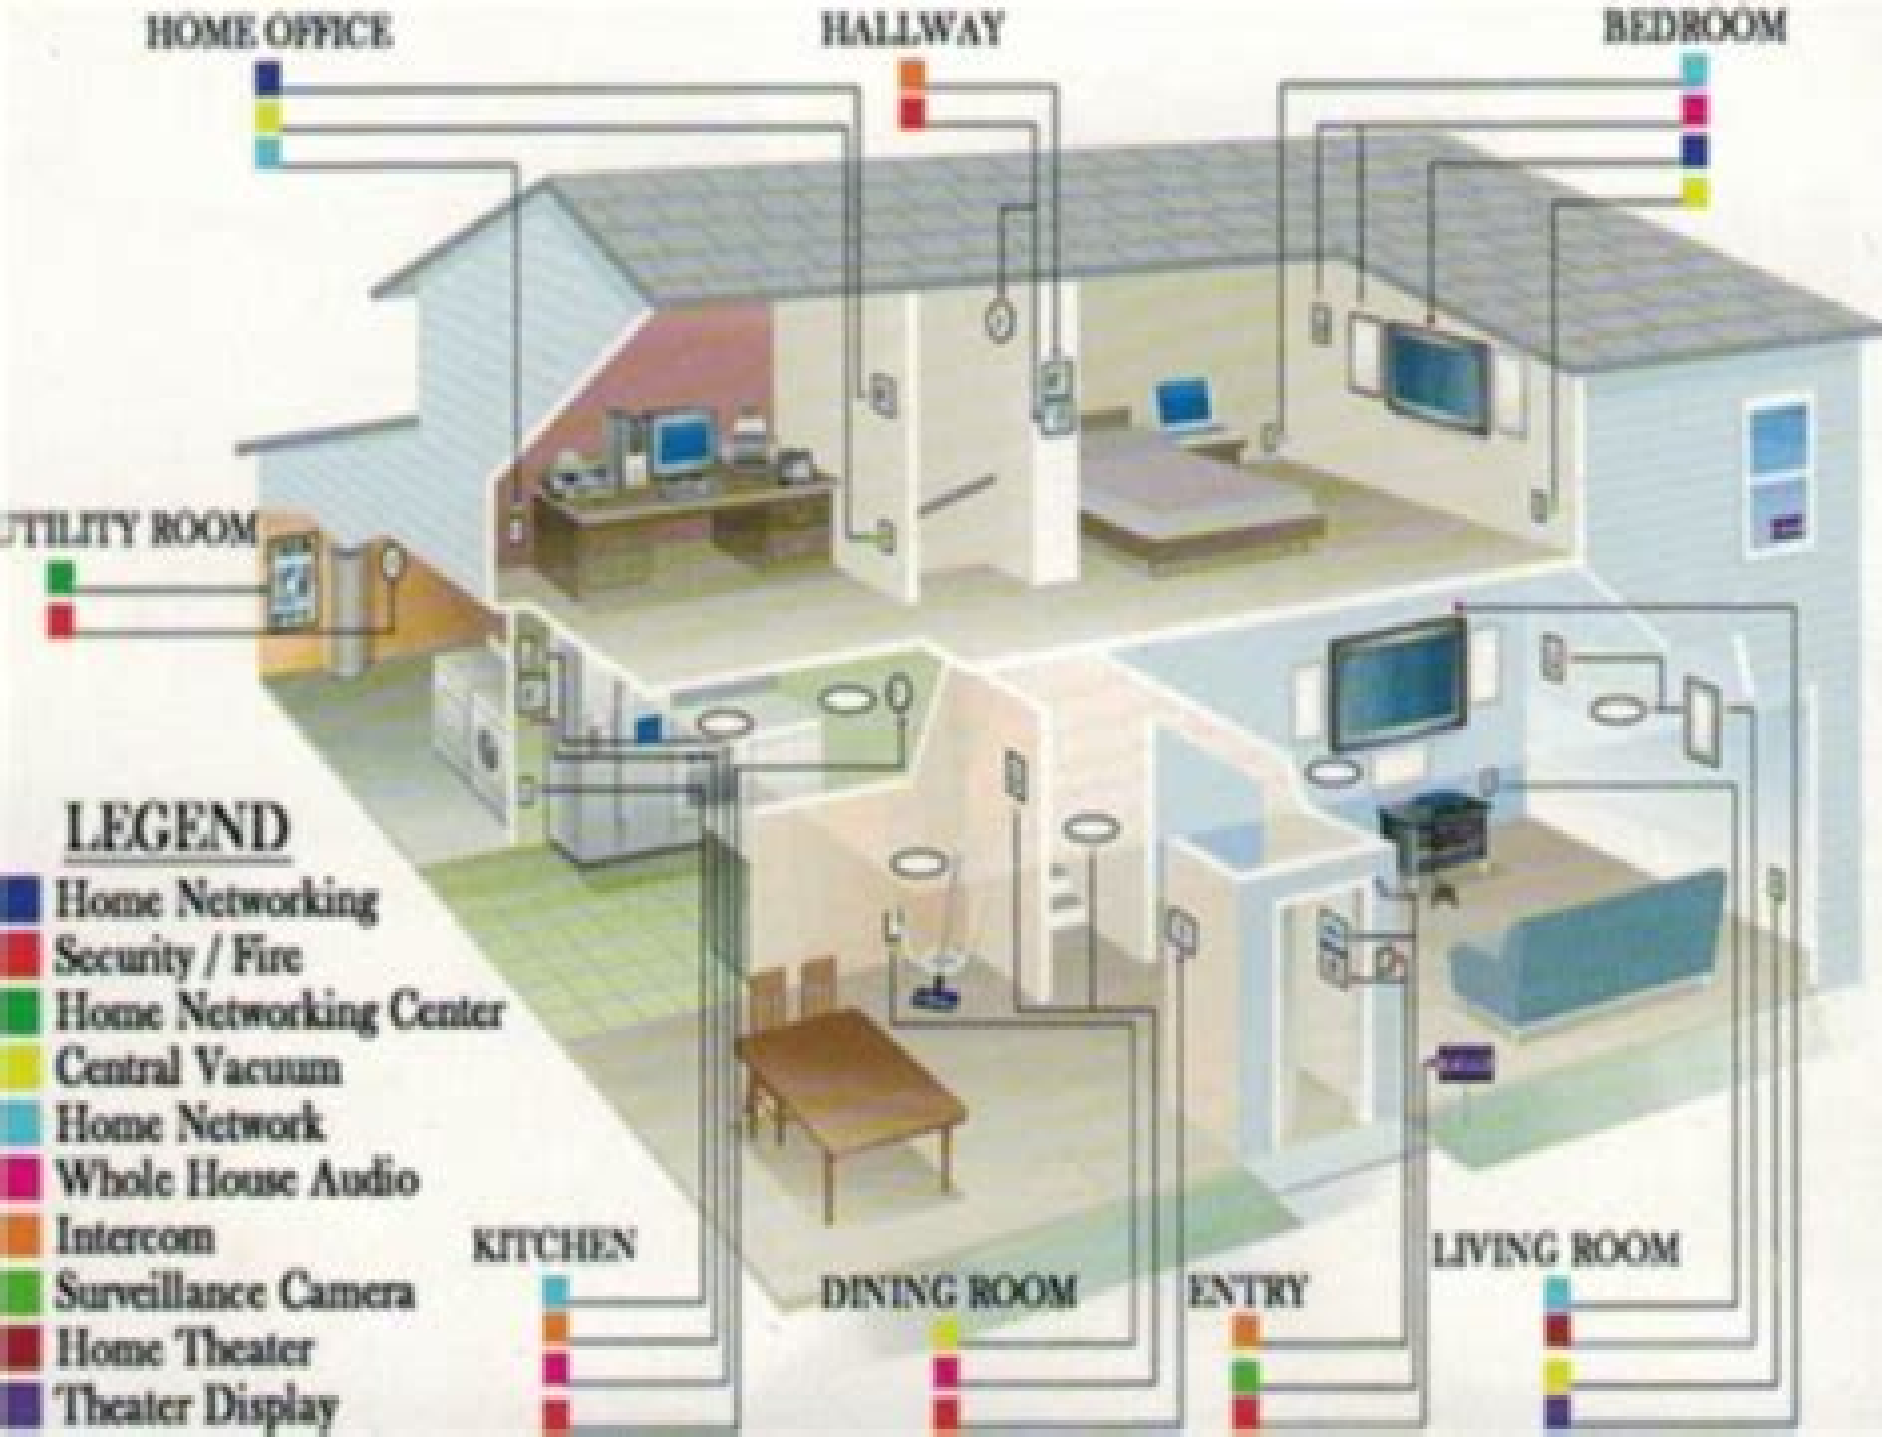 HOME OFFICE
HALLWAY
BEDROOM
UTILITY ROOM
LEGEND
Home Networking
Security / Fire
Home Networking Center
Central Vacuum
Home Network
Whole House Audio
Intercom
Surveillance Camera
Home Theater
Theater Display
KITCHEN
DINING ROOM
ENTRY
LIVING ROOM